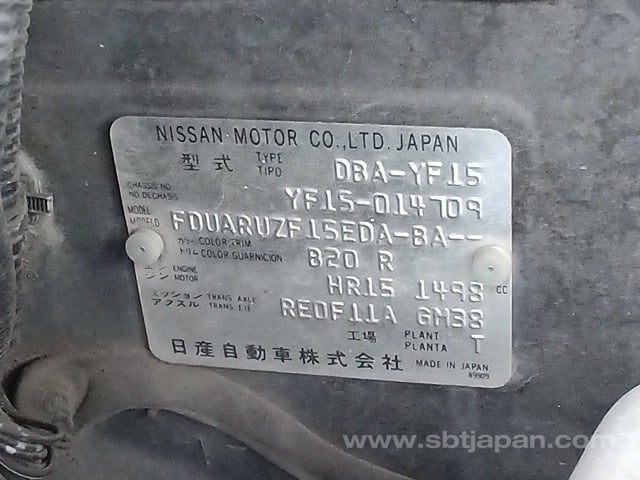 NISSAN MOTOR CO.,LTD. JAPAN
型式 TYPE TIPO DBA-YF15
CHASSIS NO. NO DECHASIS YF15-014709
MODEL MODELO FDUARUZF15EDA-BA--
カラー COLOR TRIM トリム COLOR GUARNICION B20 R
エンジン ENGINE MOTOR HR15 1498 cc
ミッション TRANS AXLE アクスル TRANS EJE RE0F11A GM38
工場 PLANT PLANTA T
日産自動車株式会社 MADE IN JAPAN
89909
www.sbtjapan.com